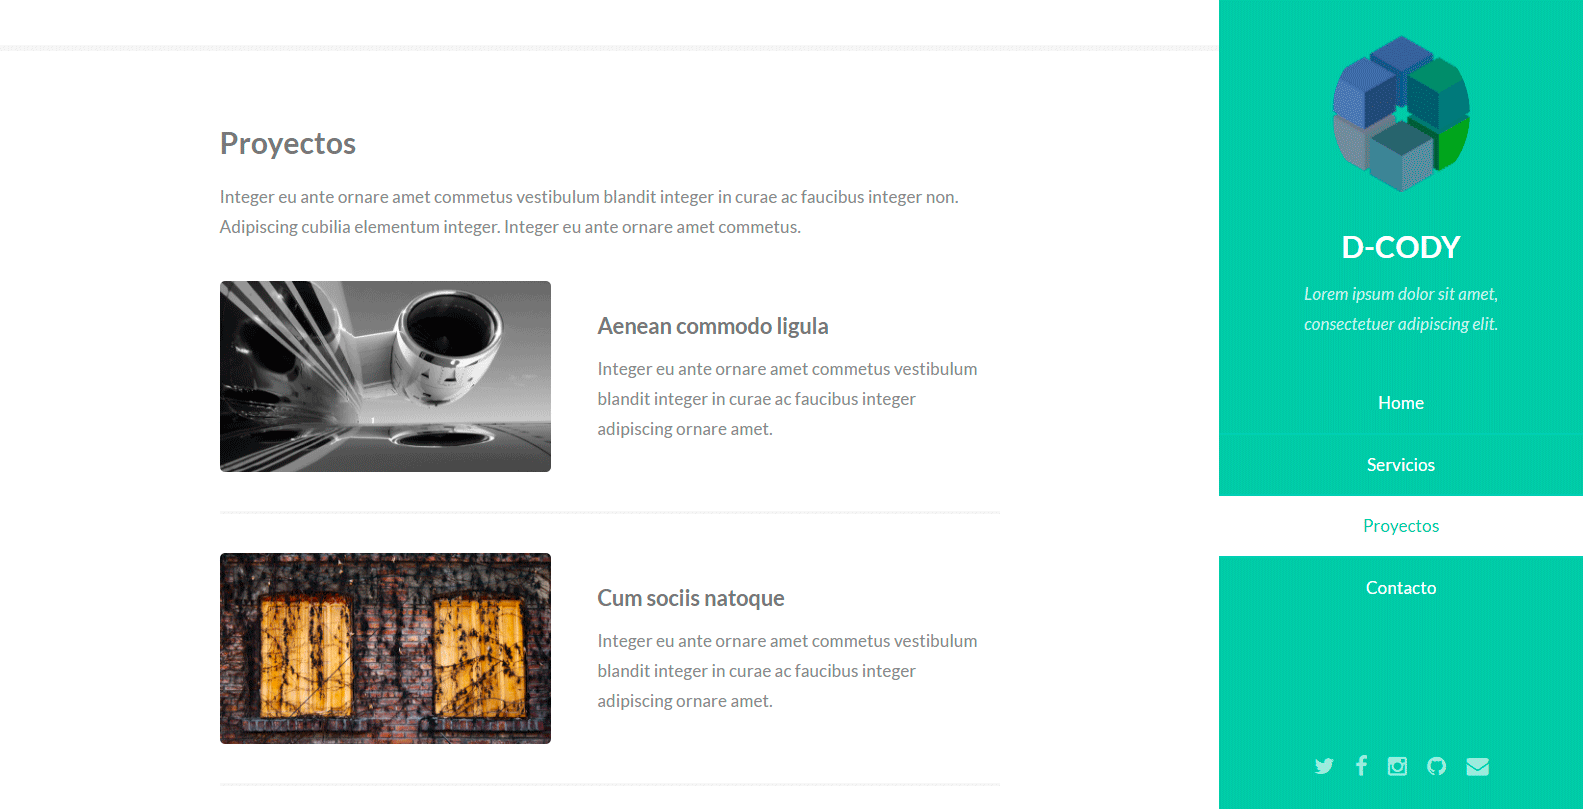 Proyectos
Integer eu ante ornare amet commetus vestibulum blandit integer in curae ac faucibus integer non.
Adipiscing cubilia elementum integer. Integer eu ante ornare amet commetus.
Aenean commodo ligula
Integer eu ante ornare amet commetus vestibulum
blandit integer in curae ac faucibus integer
adipiscing ornare amet.
Cum sociis natoque
Integer eu ante ornare amet commetus vestibulum
blandit integer in curae ac faucibus integer
adipiscing ornare amet.
D-CODY
Lorem ipsum dolor sit amet,
consectetuer adipiscing elit.
Home
Servicios
Proyectos
Contacto